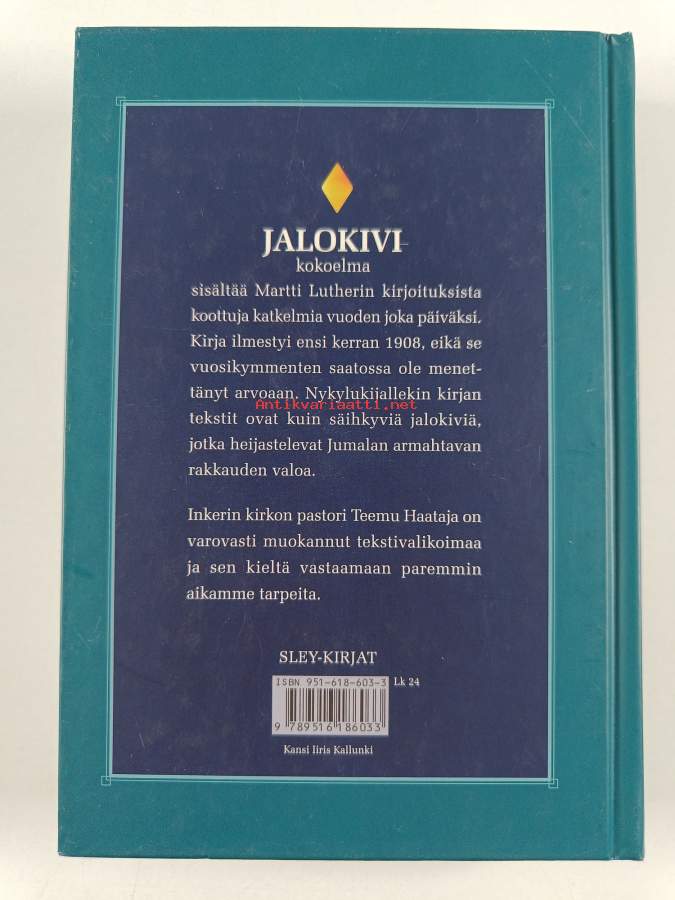 JALOKIVI-
kokoelma
sisältää Martti Lutherin kirjoituksista
koottuja katkelmia vuoden joka päiväksi.
Kirja ilmestyi ensi kerran 1908, eikä se
vuosikymmenten saatossa ole menet-
tänyt arvoaan. Nykylukijallekin kirjan
Antikvariaatti.net
tekstit ovat kuin säihkyviä jalokiviä,
jotka heijastelevat Jumalan armahtavan
rakkauden valoa.
Inkerin kirkon pastori Teemu Haataja on
varovasti muokannut tekstivalikoimaa
ja sen kieltä vastaamaan paremmin
aikamme tarpeita.
SLEY-KIRJAT
ISBN 951-618-603-3 Lk 24
9 789516 186033
Kansi Iiris Kallunki